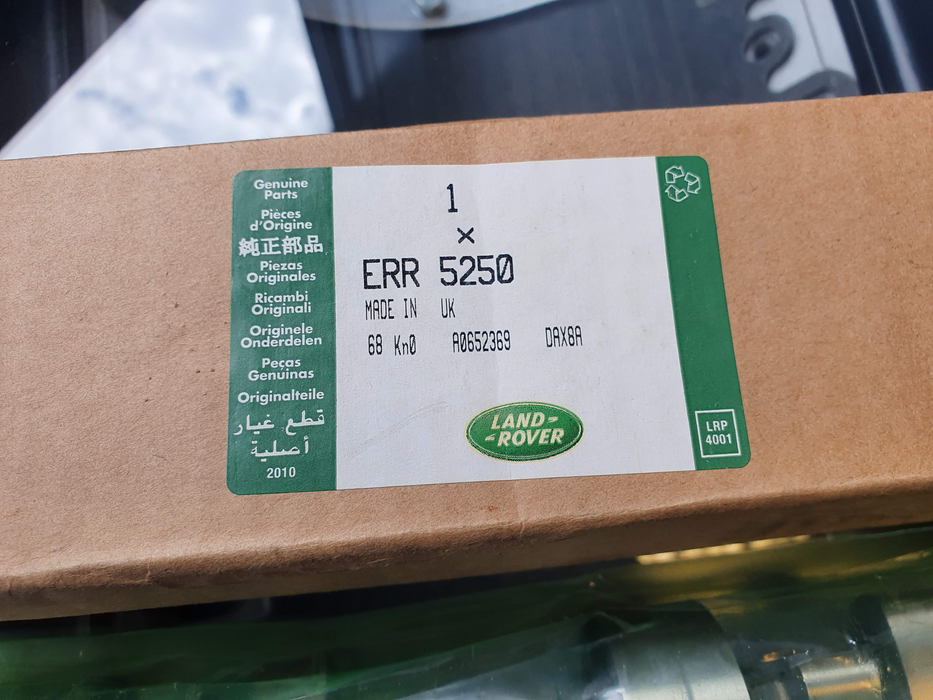 Genuine
Parts
Pièces
d'Origine
純正部品
Piezas
Originales
Ricambi
Originali
Originele
Onderdelen
Peças
Genuínas
Originalteile
قطع غيار
أصلية
2010
1
×
ERR 5250
MADE IN UK
68 Kn0 A0652369 DAX8A
LAND-
-ROVER
LRP
4001